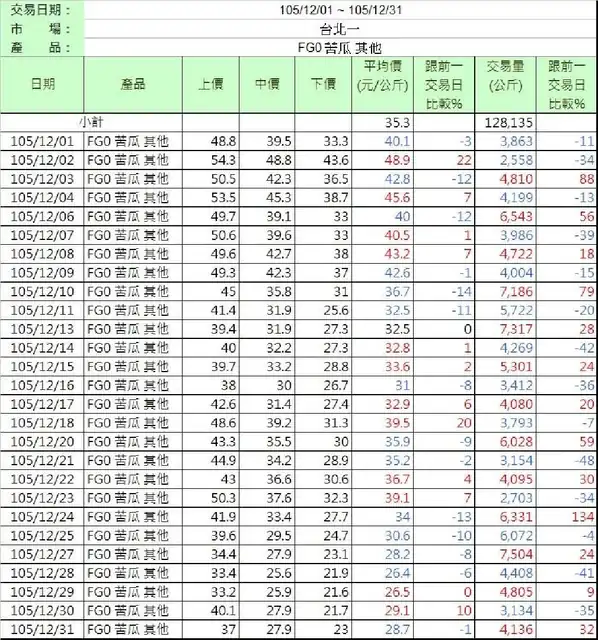 交易日期： 105/12/01 ~ 105/12/31
市 場： 台北一
產 品： FG0 苦瓜 其他
日期 產品 上價 中價 下價 平均價 (元/公斤) 跟前一交易日比較% 交易量 (公斤) 跟前一交易日比較%
小計 35.3 128,135
105/12/01 FG0 苦瓜 其他 48.8 39.5 33.3 40.1 -3 3,863 -11
105/12/02 FG0 苦瓜 其他 54.3 48.8 43.6 48.9 22 2,558 -34
105/12/03 FG0 苦瓜 其他 50.5 42.3 36.5 42.8 -12 4,810 88
105/12/04 FG0 苦瓜 其他 53.5 45.3 38.7 45.6 7 4,199 -13
105/12/06 FG0 苦瓜 其他 49.7 39.1 33 40 -12 6,543 56
105/12/07 FG0 苦瓜 其他 50.6 39.6 33 40.5 1 3,986 -39
105/12/08 FG0 苦瓜 其他 49.6 42.7 38 43.2 7 4,722 18
105/12/09 FG0 苦瓜 其他 49.3 42.3 37 42.6 -1 4,004 -15
105/12/10 FG0 苦瓜 其他 45 35.8 31 36.7 -14 7,186 79
105/12/11 FG0 苦瓜 其他 41.4 31.9 25.6 32.5 -11 5,722 -20
105/12/13 FG0 苦瓜 其他 39.4 31.9 27.3 32.5 0 7,317 28
105/12/14 FG0 苦瓜 其他 40 32.2 27.3 32.8 1 4,269 -42
105/12/15 FG0 苦瓜 其他 39.7 33.2 28.8 33.6 2 5,301 24
105/12/16 FG0 苦瓜 其他 38 30 26.7 31 -8 3,412 -36
105/12/17 FG0 苦瓜 其他 42.6 31.4 27.4 32.9 6 4,080 20
105/12/18 FG0 苦瓜 其他 48.6 39.2 31.3 39.5 20 3,793 -7
105/12/20 FG0 苦瓜 其他 43.3 35.5 30 35.9 -9 6,028 59
105/12/21 FG0 苦瓜 其他 44.9 34.2 28.9 35.2 -2 3,154 -48
105/12/22 FG0 苦瓜 其他 43 36.6 30.6 36.7 4 4,095 30
105/12/23 FG0 苦瓜 其他 50.3 37.6 32.3 39.1 7 2,703 -34
105/12/24 FG0 苦瓜 其他 41.9 33.4 27.7 34 -13 6,331 134
105/12/25 FG0 苦瓜 其他 39.6 29.5 24.7 30.6 -10 6,072 -4
105/12/27 FG0 苦瓜 其他 34.4 27.9 23.1 28.2 -8 7,504 24
105/12/28 FG0 苦瓜 其他 33.4 25.6 21.9 26.4 -6 4,408 -41
105/12/29 FG0 苦瓜 其他 33.2 25.9 21.6 26.5 0 4,805 9
105/12/30 FG0 苦瓜 其他 40.1 27.9 21.7 29.1 10 3,134 -35
105/12/31 FG0 苦瓜 其他 37 27.9 23 28.7 -1 4,136 32